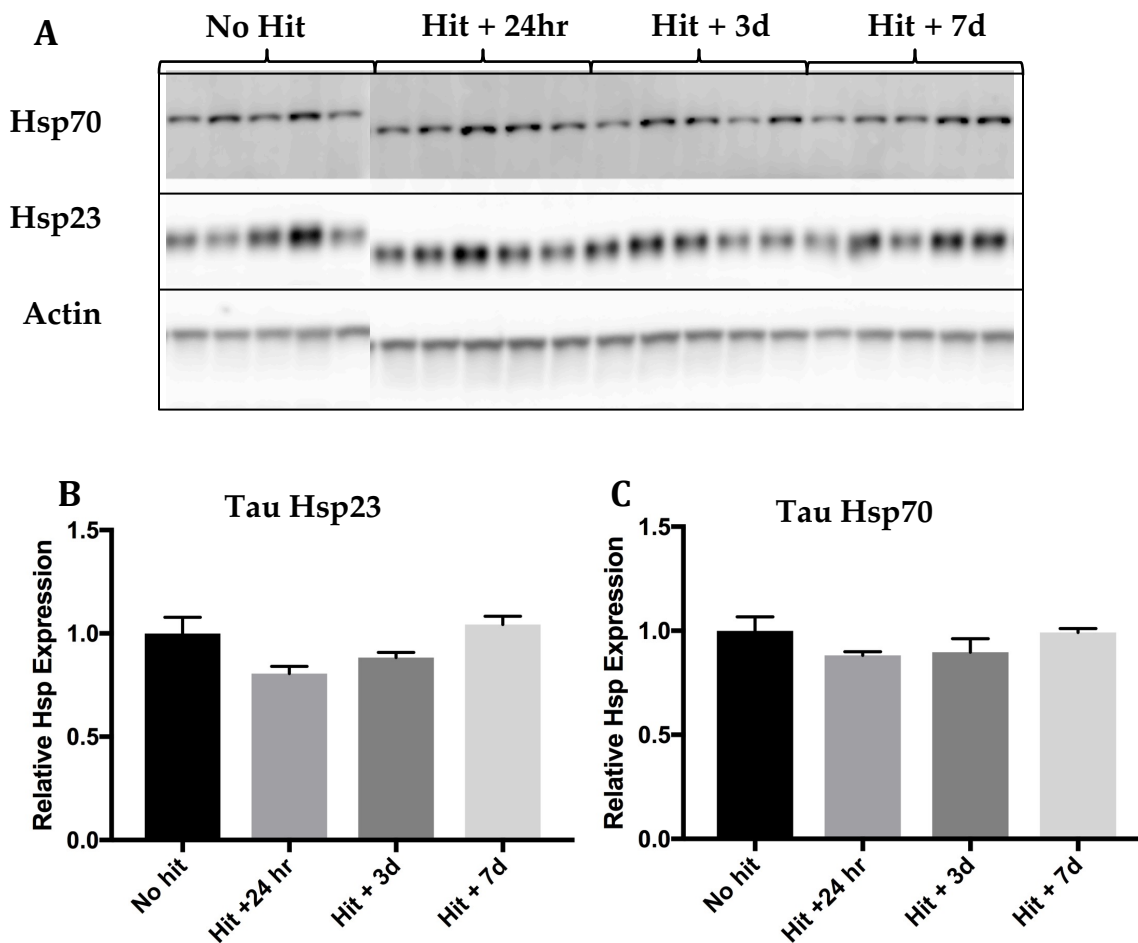 A
No Hit Hit + 24hr Hit + 3d Hit + 7d
Hsp70
Hsp23
Actin
B
Tau Hsp23
Relative Hsp Expression
1.5
1.0
0.5
0.0
No hit
Hit +24 hr
Hit + 3d
Hit + 7d
C
Tau Hsp70
Relative Hsp Expression
1.5
1.0
0.5
0.0
No hit
Hit +24 hr
Hit + 3d
Hit + 7d